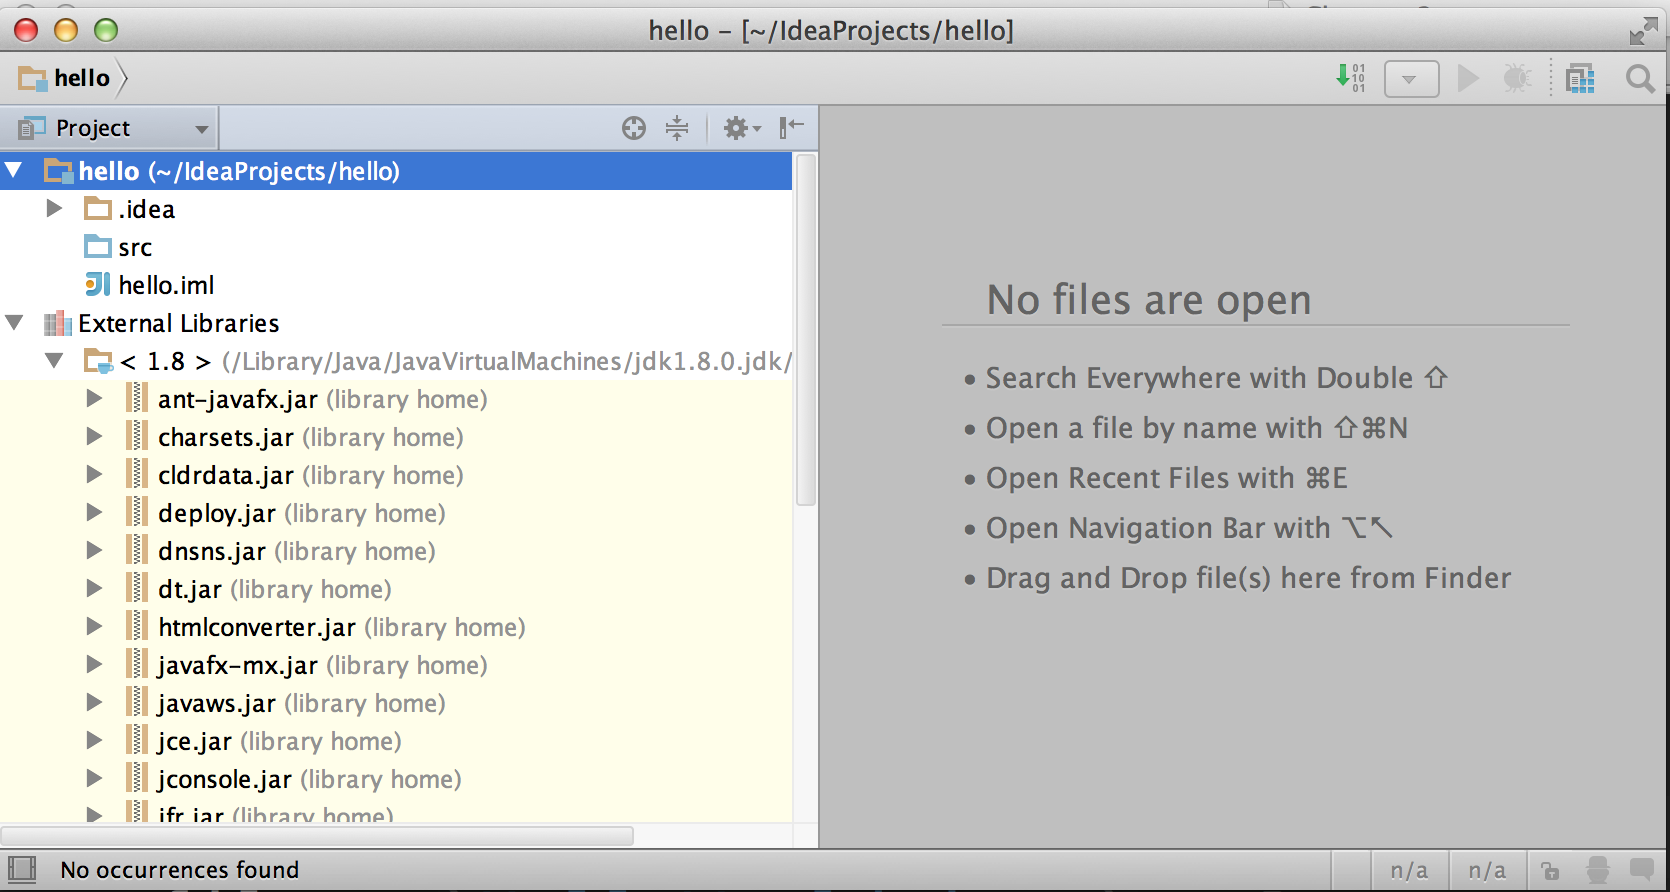 hello – [~/IdeaProjects/hello]
hello
01
10
01
Project
hello (~/IdeaProjects/hello)
.idea
src
hello.iml
External Libraries
< 1.8 > (/Library/Java/JavaVirtualMachines/jdk1.8.0.jdk/
ant-javafx.jar (library home)
charsets.jar (library home)
cldrdata.jar (library home)
deploy.jar (library home)
dnsns.jar (library home)
dt.jar (library home)
htmlconverter.jar (library home)
javafx-mx.jar (library home)
javaws.jar (library home)
jce.jar (library home)
jconsole.jar (library home)
jfr.jar (library home)
No files are open
• Search Everywhere with Double ⇧
• Open a file by name with ⇧⌘N
• Open Recent Files with ⌘E
• Open Navigation Bar with ⌥↖
• Drag and Drop file(s) here from Finder
No occurrences found
n/a
n/a